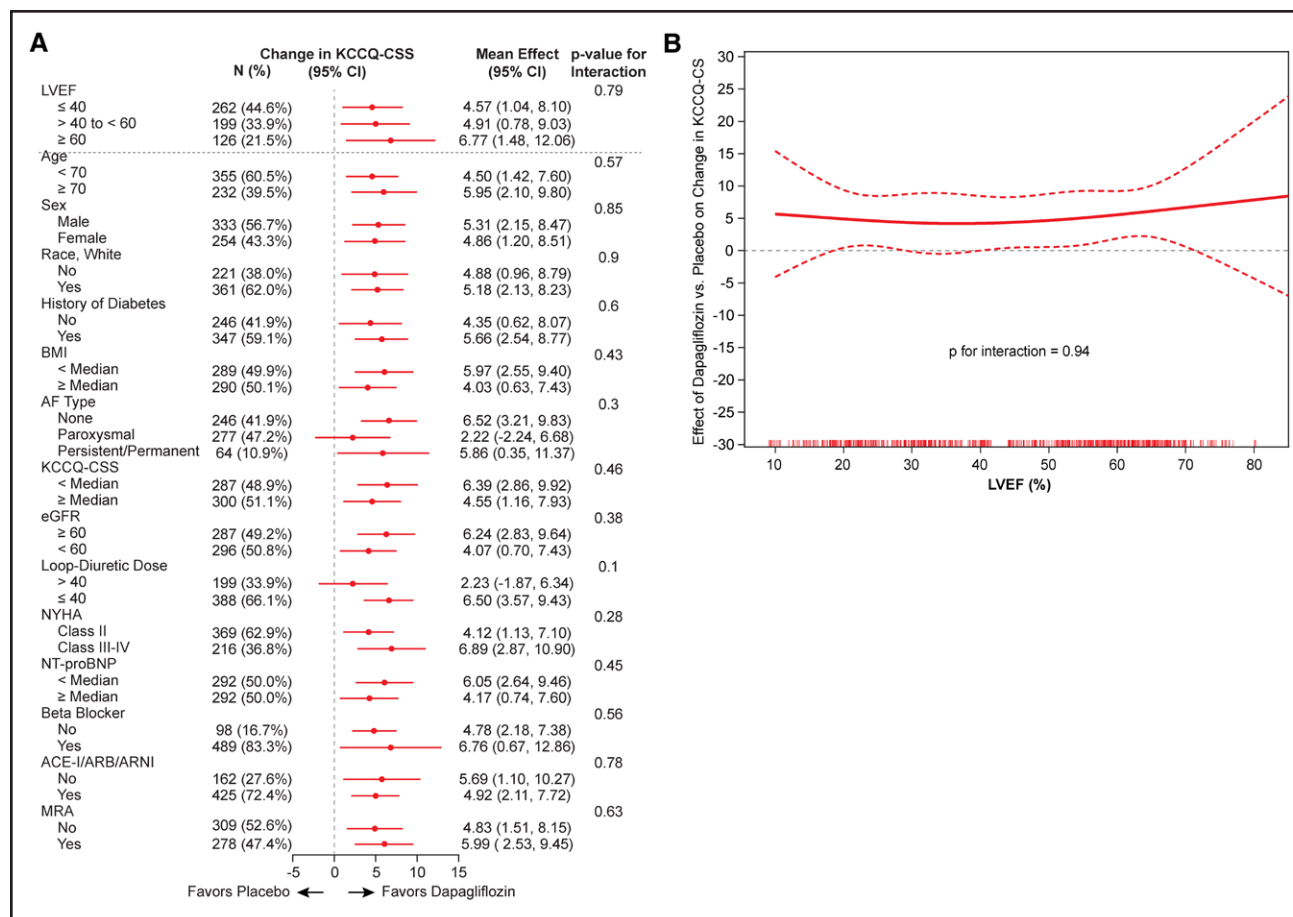 A
Change in KCCQ-CSS Mean Effect p-value for
N (%) (95% CI) (95% CI) Interaction
LVEF 0.79
≤ 40 262 (44.6%) 4.57 (1.04, 8.10)
> 40 to < 60 199 (33.9%) 4.91 (0.78, 9.03)
≥ 60 126 (21.5%) 6.77 (1.48, 12.06)
Age 0.57
< 70 355 (60.5%) 4.50 (1.42, 7.60)
≥ 70 232 (39.5%) 5.95 (2.10, 9.80)
Sex 0.85
Male 333 (56.7%) 5.31 (2.15, 8.47)
Female 254 (43.3%) 4.86 (1.20, 8.51)
Race, White 0.9
No 221 (38.0%) 4.88 (0.96, 8.79)
Yes 361 (62.0%) 5.18 (2.13, 8.23)
History of Diabetes 0.6
No 246 (41.9%) 4.35 (0.62, 8.07)
Yes 347 (59.1%) 5.66 (2.54, 8.77)
BMI 0.43
< Median 289 (49.9%) 5.97 (2.55, 9.40)
≥ Median 290 (50.1%) 4.03 (0.63, 7.43)
AF Type 0.3
None 246 (41.9%) 6.52 (3.21, 9.83)
Paroxysmal 277 (47.2%) 2.22 (-2.24, 6.68)
Persistent/Permanent 64 (10.9%) 5.86 (0.35, 11.37)
KCCQ-CSS 0.46
< Median 287 (48.9%) 6.39 (2.86, 9.92)
≥ Median 300 (51.1%) 4.55 (1.16, 7.93)
eGFR 0.38
≥ 60 287 (49.2%) 6.24 (2.83, 9.64)
< 60 296 (50.8%) 4.07 (0.70, 7.43)
Loop-Diuretic Dose 0.1
> 40 199 (33.9%) 2.23 (-1.87, 6.34)
≤ 40 388 (66.1%) 6.50 (3.57, 9.43)
NYHA 0.28
Class II 369 (62.9%) 4.12 (1.13, 7.10)
Class III-IV 216 (36.8%) 6.89 (2.87, 10.90)
NT-proBNP 0.45
< Median 292 (50.0%) 6.05 (2.64, 9.46)
≥ Median 292 (50.0%) 4.17 (0.74, 7.60)
Beta Blocker 0.56
No 98 (16.7%) 4.78 (2.18, 7.38)
Yes 489 (83.3%) 6.76 (0.67, 12.86)
ACE-I/ARB/ARNI 0.78
No 162 (27.6%) 5.69 (1.10, 10.27)
Yes 425 (72.4%) 4.92 (2.11, 7.72)
MRA 0.63
No 309 (52.6%) 4.83 (1.51, 8.15)
Yes 278 (47.4%) 5.99 ( 2.53, 9.45)
-5 0 5 10 15
Favors Placebo Favors Dapagliflozin
B
Effect of Dapagliflozin vs. Placebo on Change in KCCQ-CS
30
25
20
15
10
5
0
-5
-10
-15
-20
-25
-30
p for interaction = 0.94
10 20 30 40 50 60 70 80
LVEF (%)